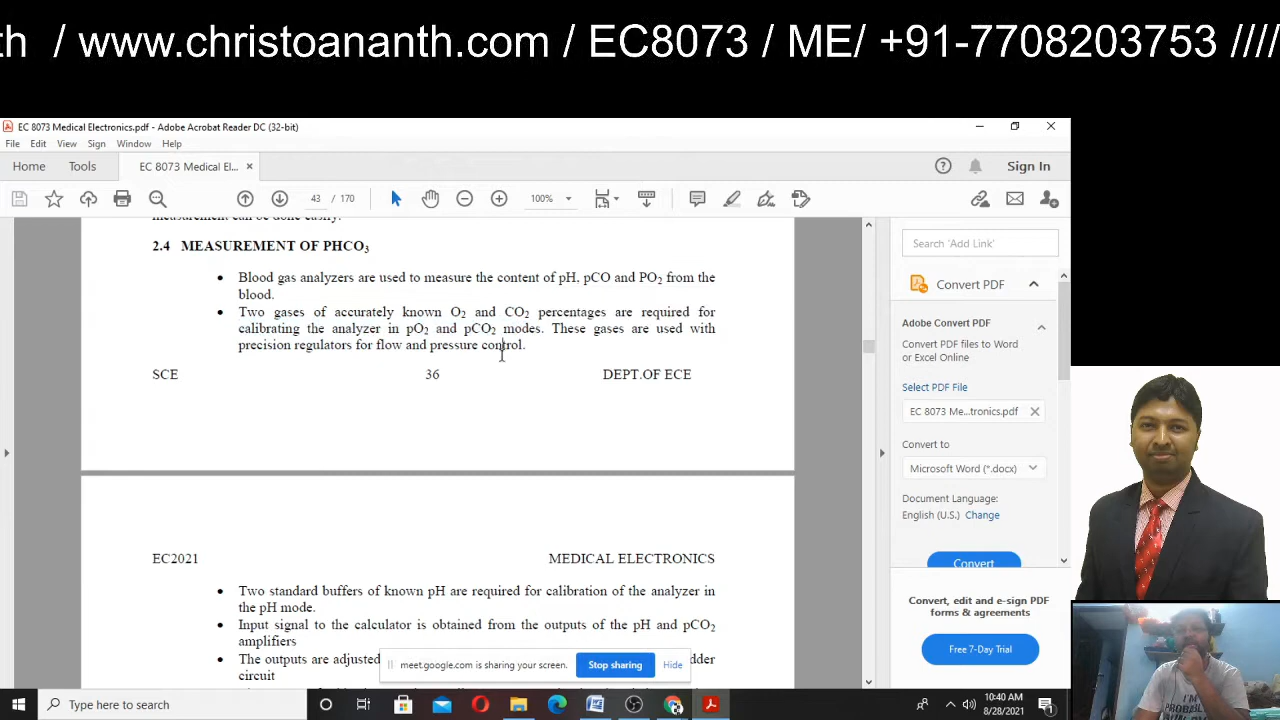 th / www.christoananth.com / EC8073 / ME/ +91-7708203753 ////
EC 8073 Medical Electronics.pdf - Adobe Acrobat Reader DC (32-bit)
File Edit View Sign Window Help
Home Tools EC 8073 Medical El... × Sign In
43 / 170 100%
measurement can be done easily.
2.4 MEASUREMENT OF PHCO3
• Blood gas analyzers are used to measure the content of pH, pCO and PO2 from the
blood.
• Two gases of accurately known O2 and CO2 percentages are required for
calibrating the analyzer in pO2 and pCO2 modes. These gases are used with
precision regulators for flow and pressure control.
SCE 36 DEPT.OF ECE
EC2021 MEDICAL ELECTRONICS
• Two standard buffers of known pH are required for calibration of the analyzer in
the pH mode.
• Input signal to the calculator is obtained from the outputs of the pH and pCO2
amplifiers
• The outputs are adjusted dder
circuit
meet.google.com is sharing your screen. Stop sharing Hide
Search 'Add Link'
Convert PDF
Adobe Convert PDF
Convert PDF files to Word
or Excel Online
Select PDF File
EC 8073 Me...tronics.pdf
Convert to
Microsoft Word (*.docx)
Document Language:
English (U.S.) Change
Convert
Convert, edit and e-sign PDF
forms & agreements
Free 7-Day Trial
I'M
Type here to search
10:40 AM
8/28/2021
1